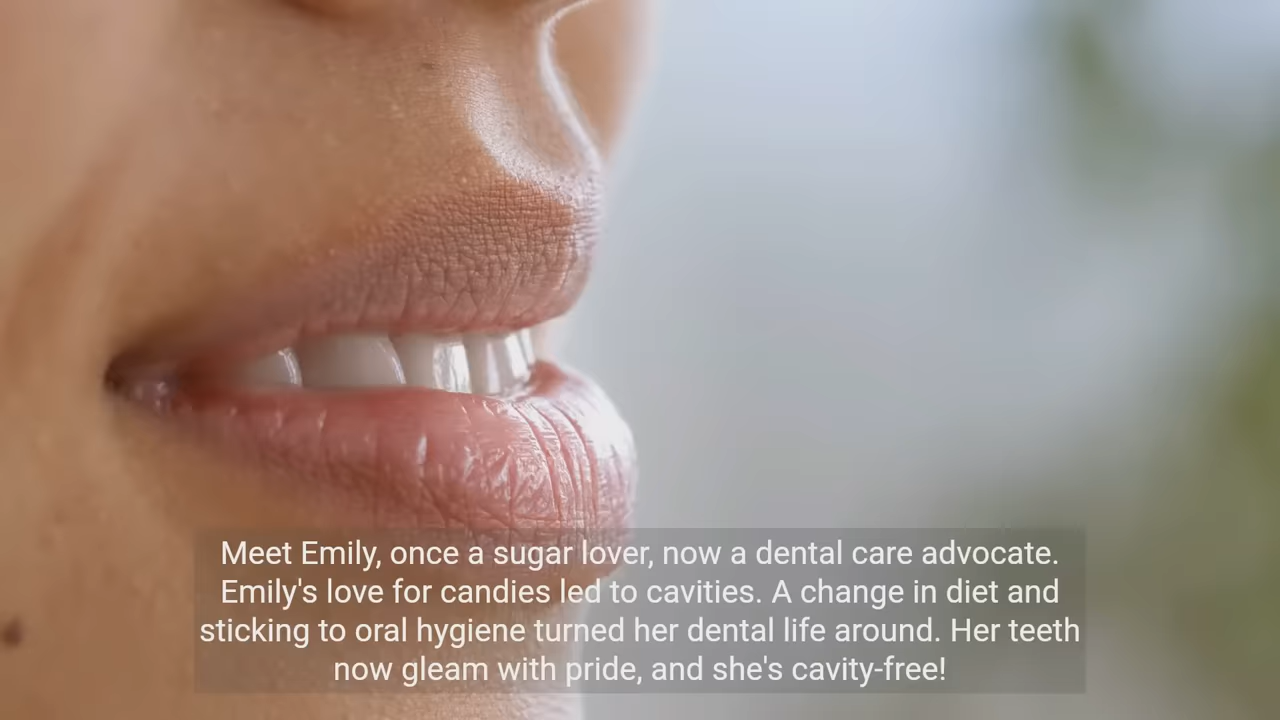 Meet Emily, once a sugar lover, now a dental care advocate.
Emily's love for candies led to cavities. A change in diet and
sticking to oral hygiene turned her dental life around. Her teeth
now gleam with pride, and she's cavity-free!